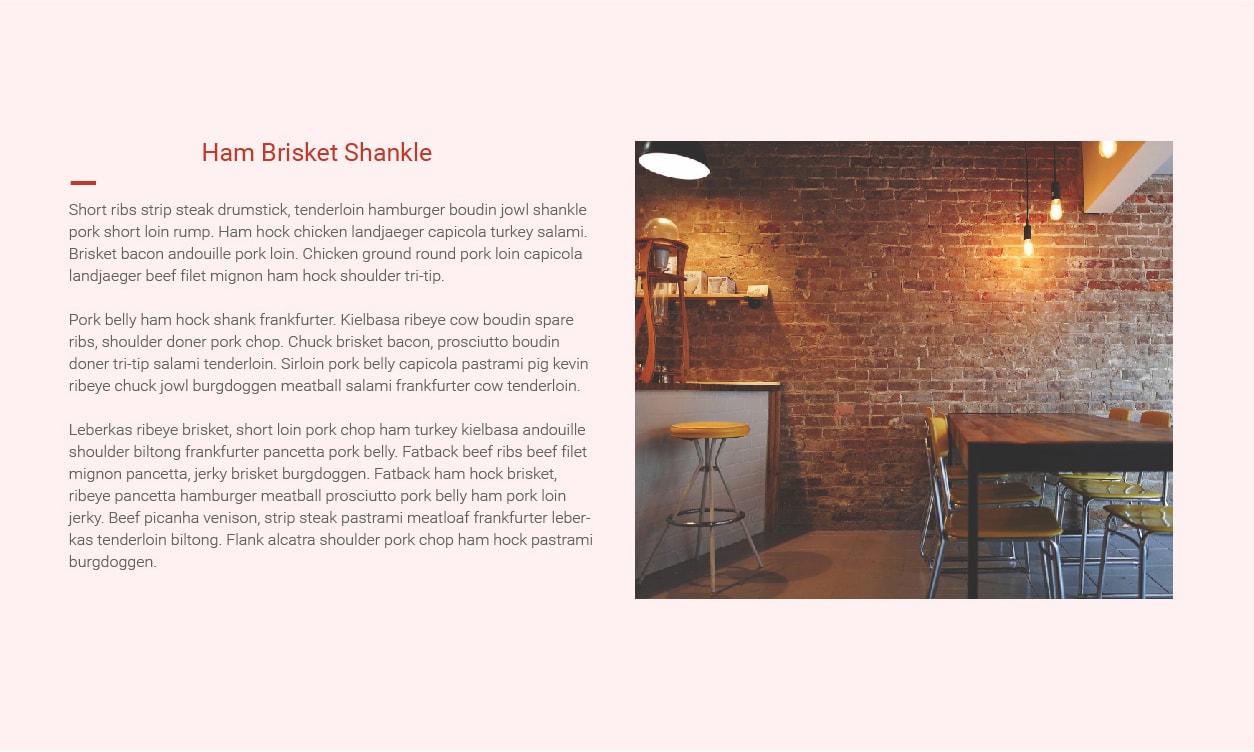 Ham Brisket Shankle
Short ribs strip steak drumstick, tenderloin hamburger boudin jowl shankle
pork short loin rump. Ham hock chicken landjaeger capicola turkey salami.
Brisket bacon andouille pork loin. Chicken ground round pork loin capicola
landjaeger beef filet mignon ham hock shoulder tri-tip.
Pork belly ham hock shank frankfurter. Kielbasa ribeye cow boudin spare
ribs, shoulder doner pork chop. Chuck brisket bacon, prosciutto boudin
doner tri-tip salami tenderloin. Sirloin pork belly capicola pastrami pig kevin
ribeye chuck jowl burgdoggen meatball salami frankfurter cow tenderloin.
Leberkas ribeye brisket, short loin pork chop ham turkey kielbasa andouille
shoulder biltong frankfurter pancetta pork belly. Fatback beef ribs beef filet
mignon pancetta, jerky brisket burgdoggen. Fatback ham hock brisket,
ribeye pancetta hamburger meatball prosciutto pork belly ham pork loin
jerky. Beef picanha venison, strip steak pastrami meatloaf frankfurter leber-
kas tenderloin biltong. Flank alcatra shoulder pork chop ham hock pastrami
burgdoggen.